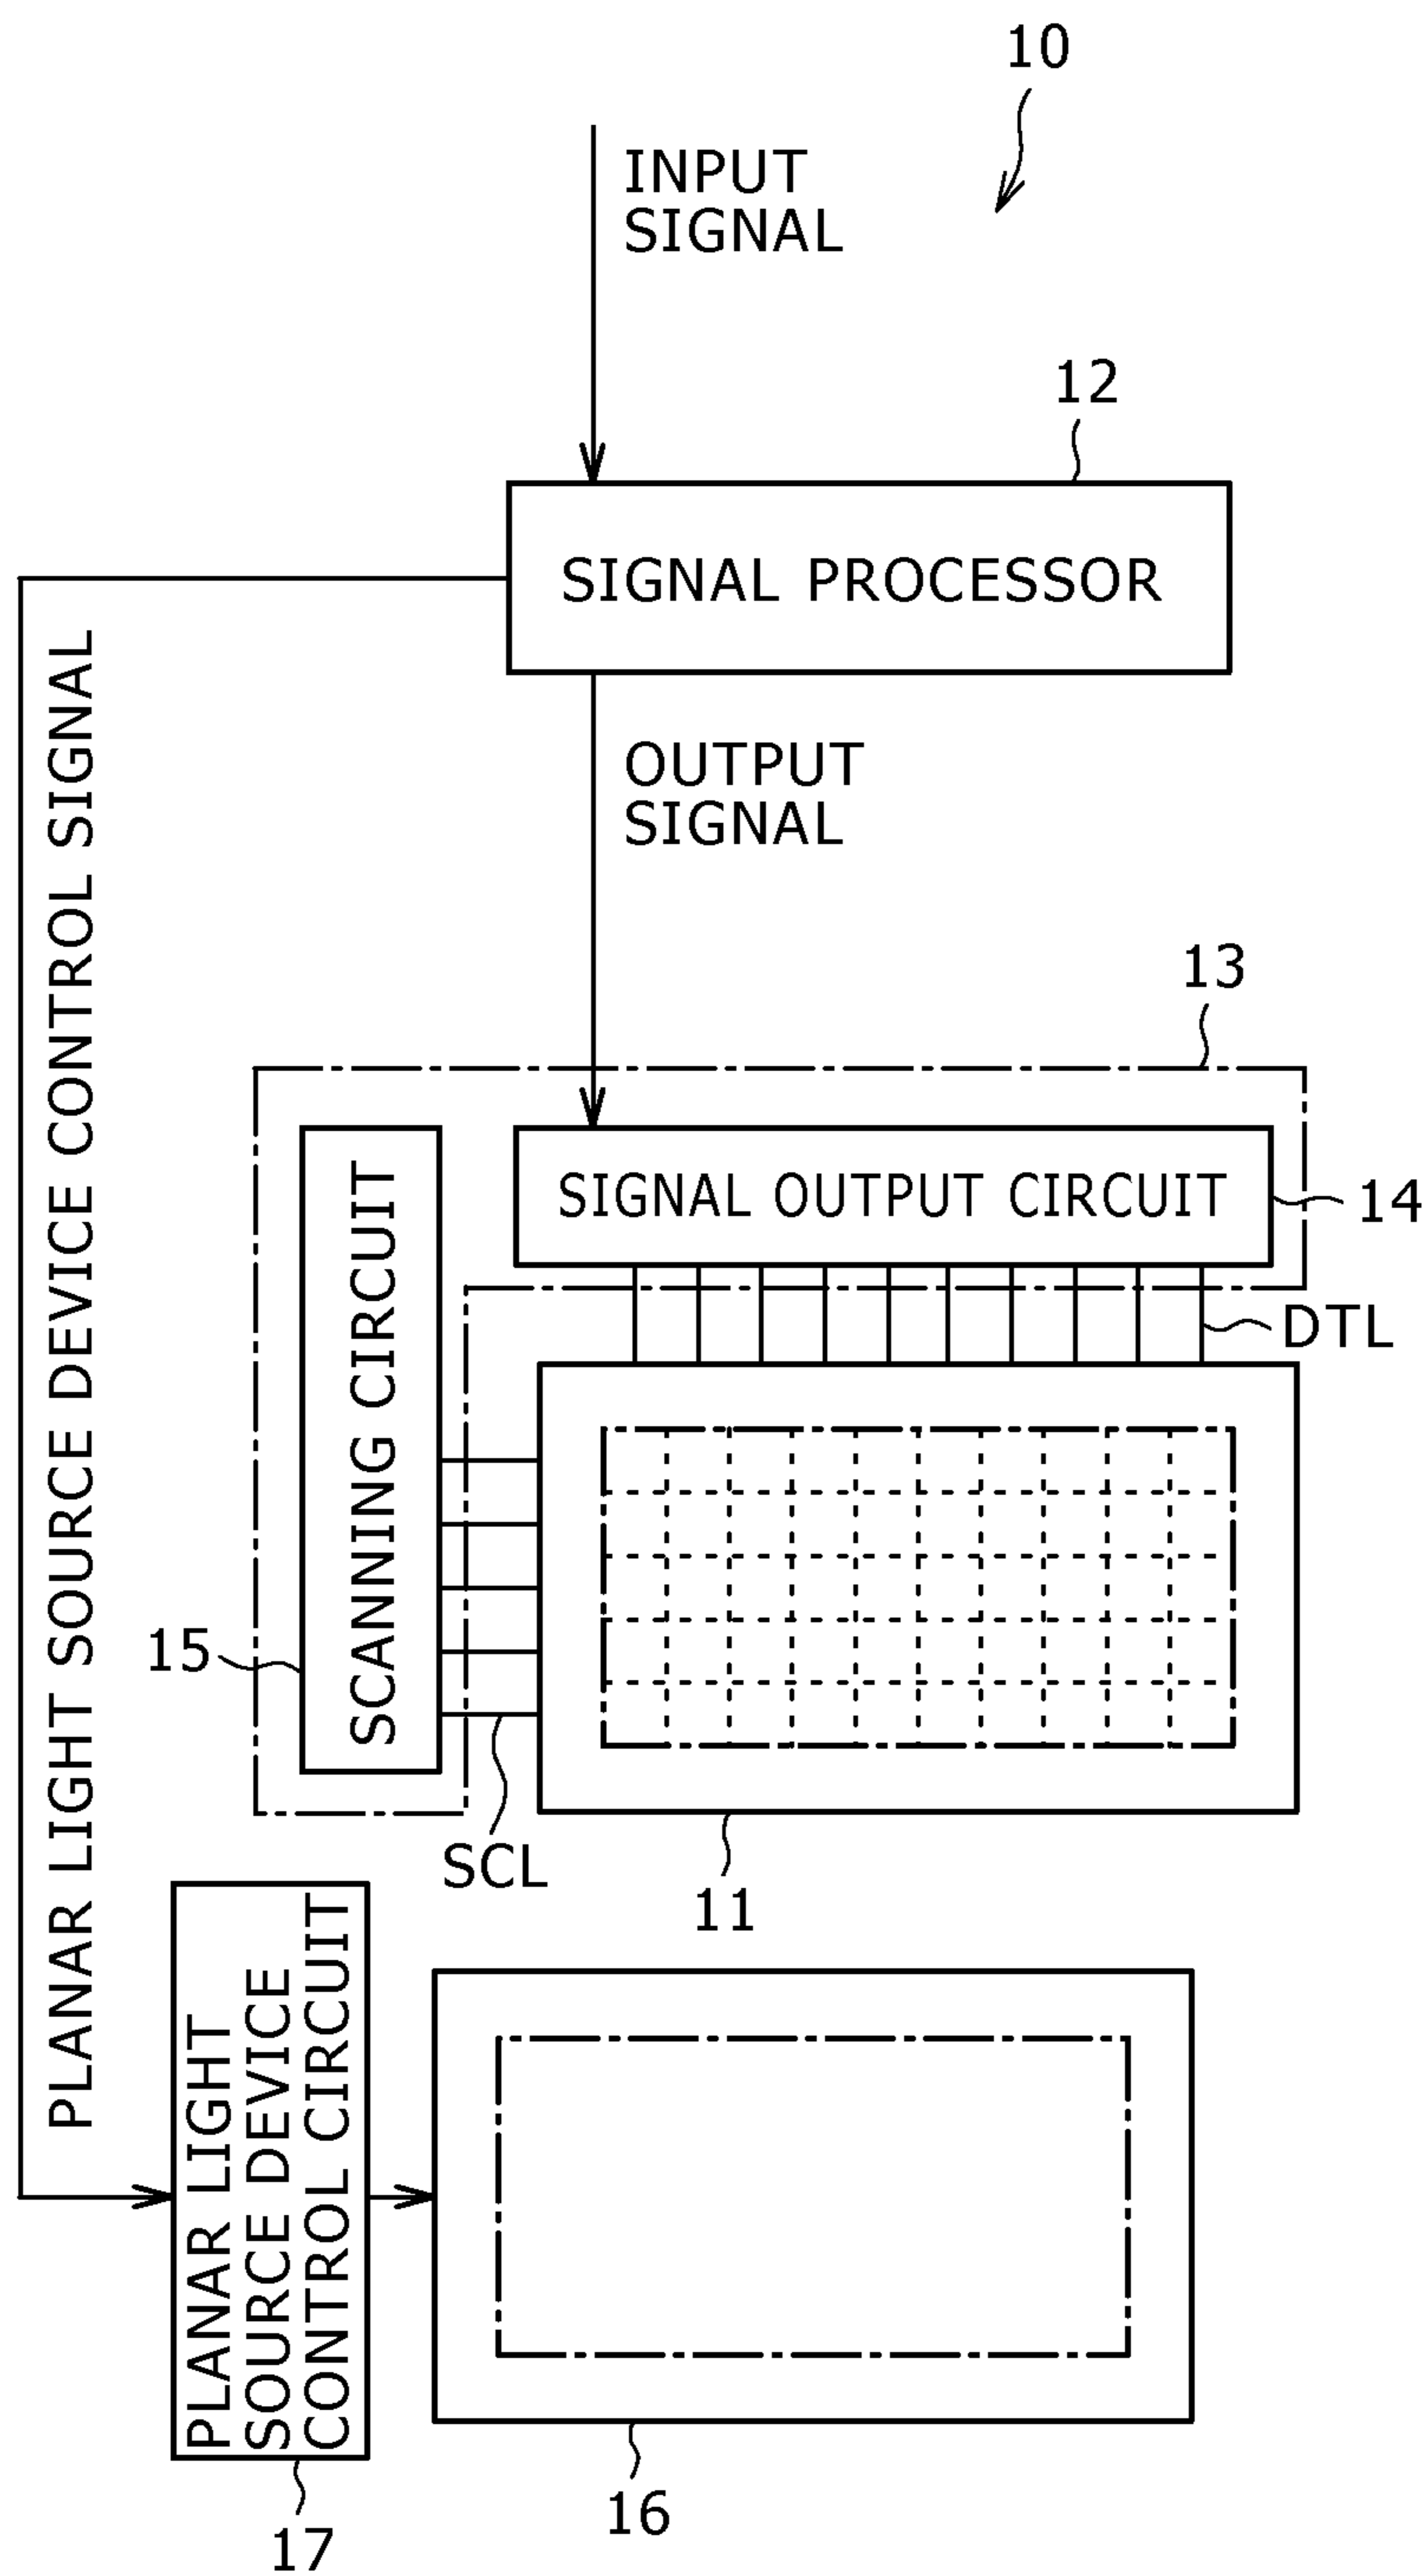 10
INPUT
SIGNAL
12
SIGNAL PROCESSOR
PLANAR LIGHT SOURCE DEVICE CONTROL SIGNAL
OUTPUT
SIGNAL
13
SIGNAL OUTPUT CIRCUIT
14
DTL
SCANNING CIRCUIT
15
SCL
11
PLANAR LIGHT
SOURCE DEVICE
CONTROL CIRCUIT
16
17